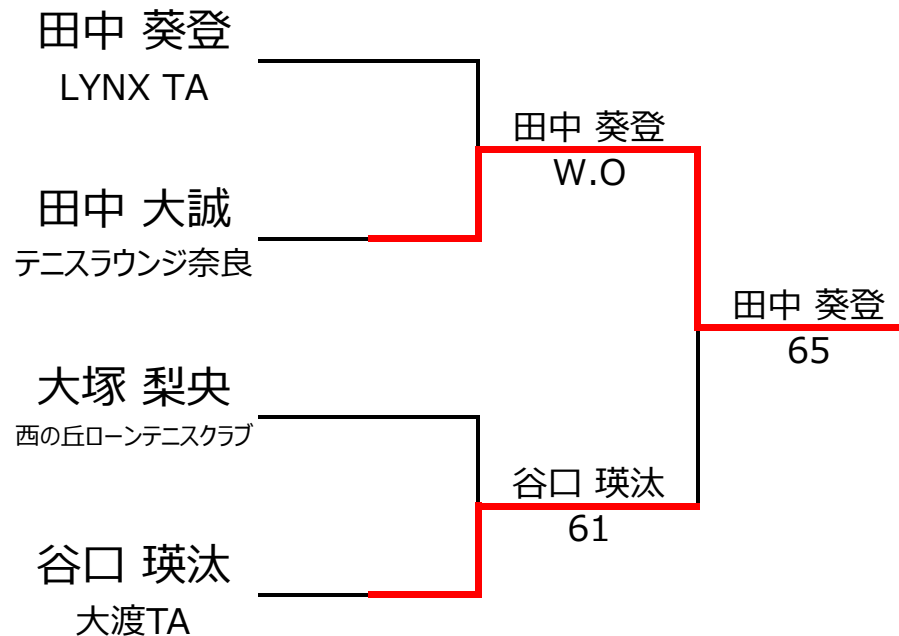 田中 葵登
LYNX TA
田中 葵登
W.O
田中 大誠
テニスラウンジ奈良
田中 葵登
65
大塚 梨央
西の丘ローンテニスクラブ
谷口 瑛汰
61
谷口 瑛汰
大渡TA